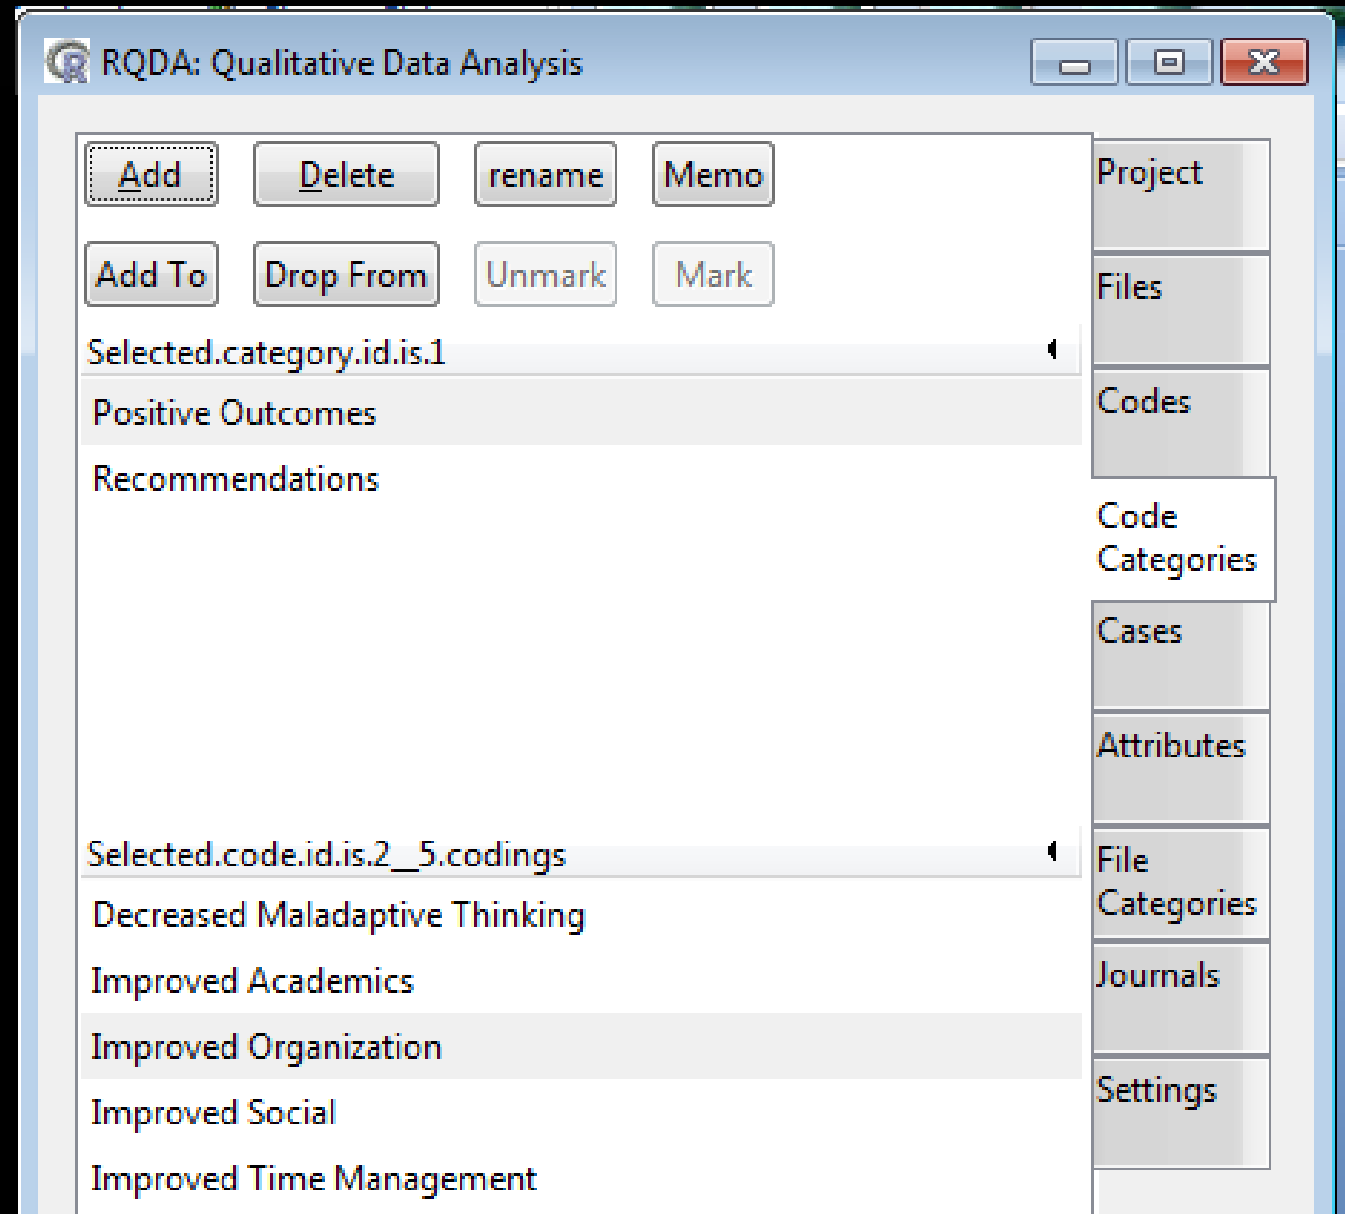 RQDA: Qualitative Data Analysis
Add Delete rename Memo
Add To Drop From Unmark Mark
Selected.category.id.is.1
Positive Outcomes
Recommendations
Selected.code.id.is.2__5.codings
Decreased Maladaptive Thinking
Improved Academics
Improved Organization
Improved Social
Improved Time Management
Project
Files
Codes
Code
Categories
Cases
Attributes
File
Categories
Journals
Settings